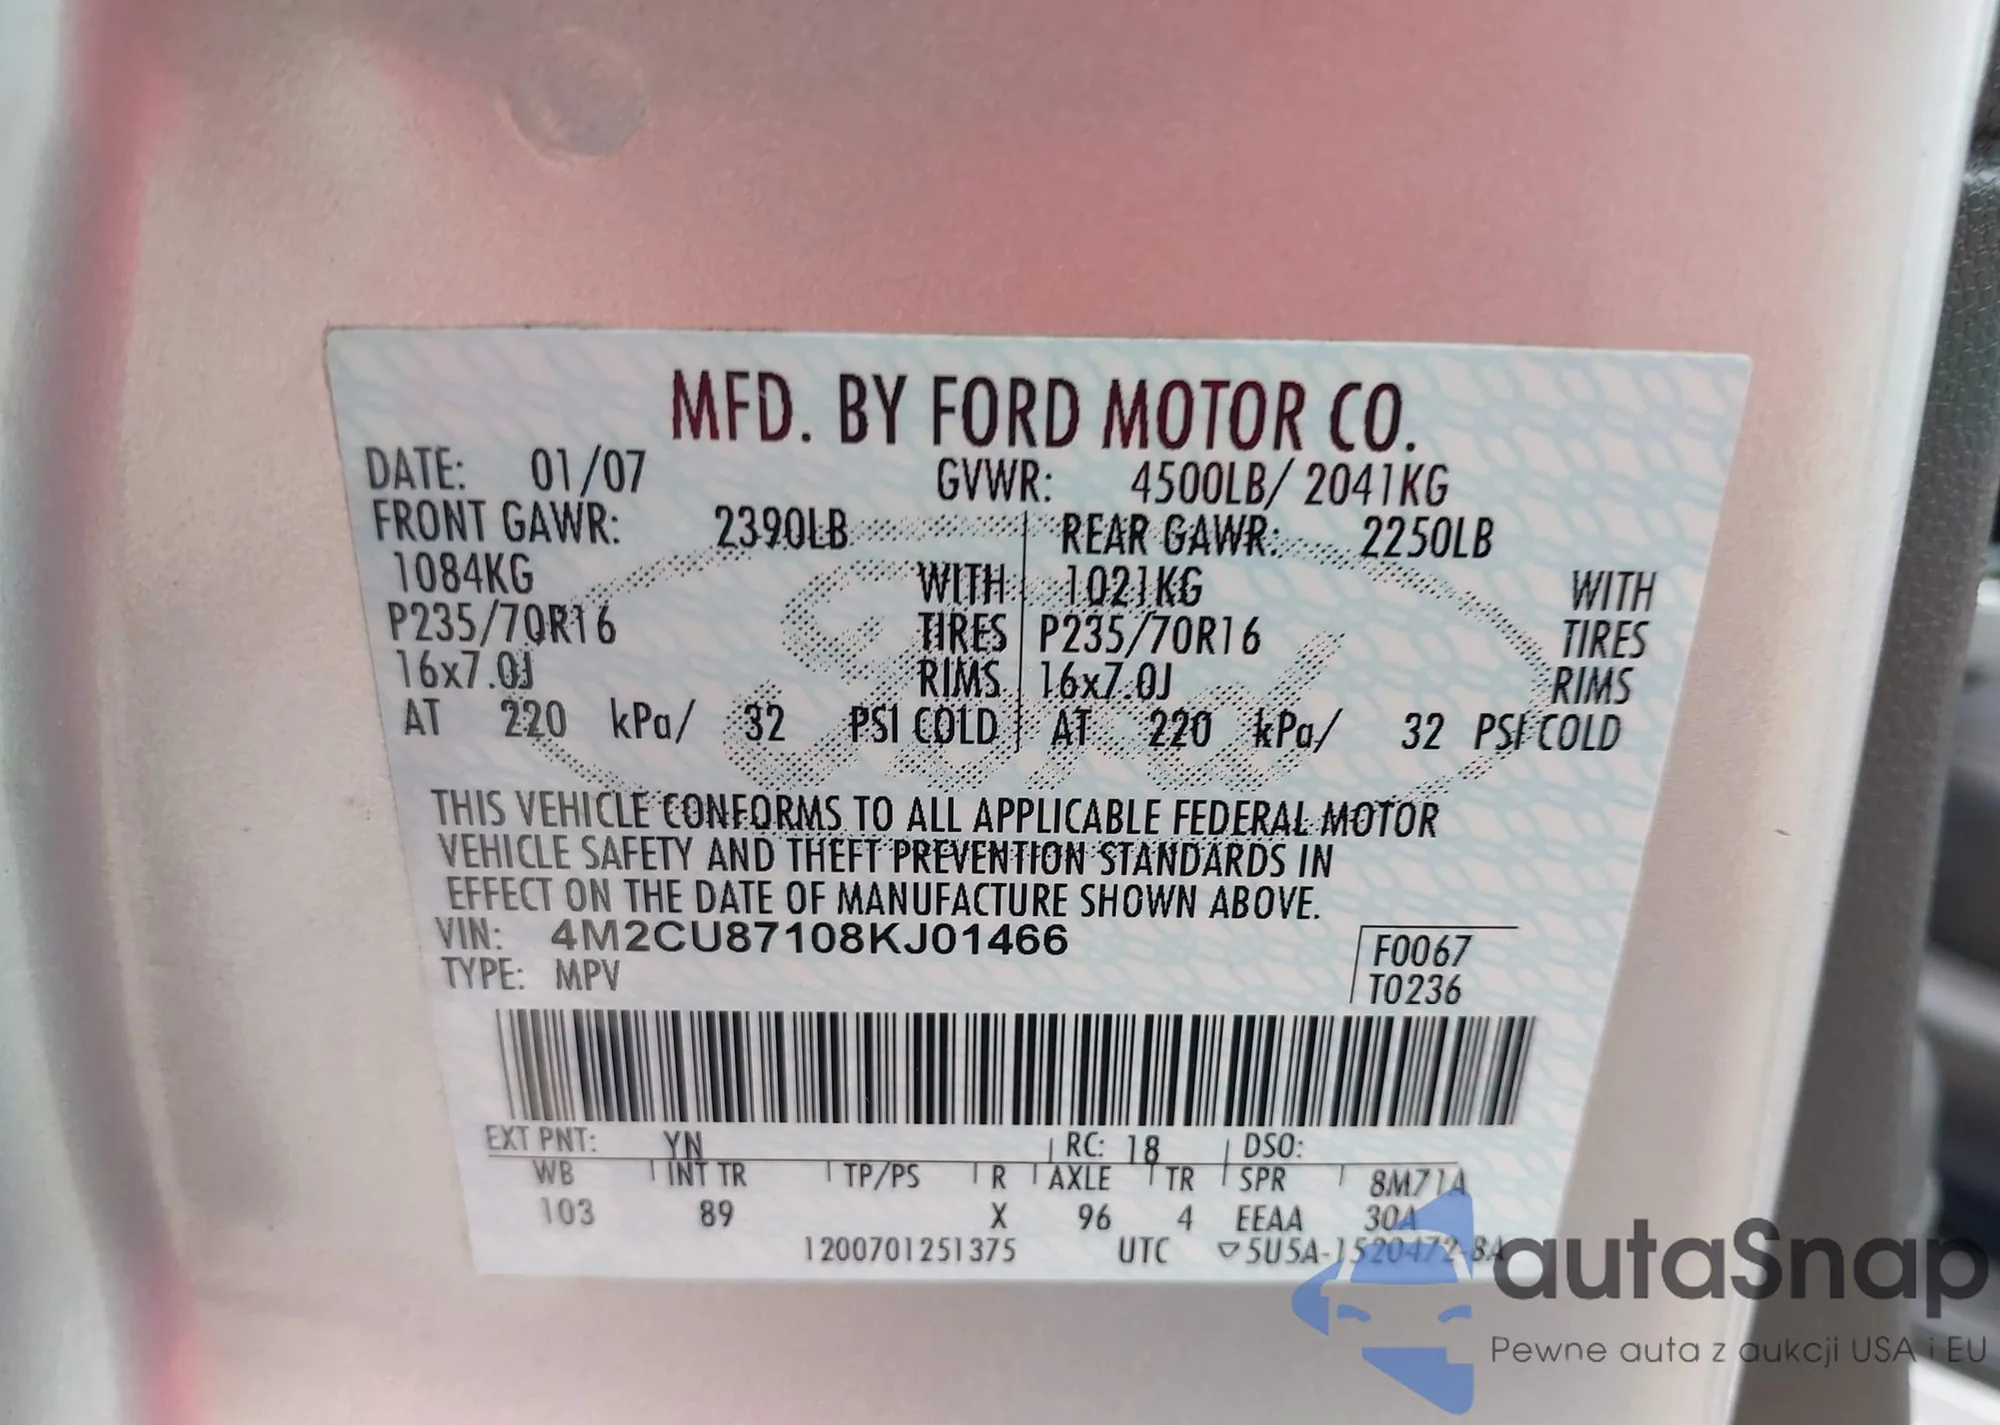 MFD. BY FORD MOTOR CO.
DATE: 01/07 GVWR: 4500LB/ 2041KG
FRONT GAWR: 2390LB REAR GAWR: 2250LB
1084KG WITH 1021KG WITH
P235/70R16 TIRES P235/70R16 TIRES
16x7.0J RIMS 16x7.0J RIMS
AT 220 kPa/ 32 PSI COLD AT 220 kPa/ 32 PSI COLD
THIS VEHICLE CONFORMS TO ALL APPLICABLE FEDERAL MOTOR
VEHICLE SAFETY AND THEFT PREVENTION STANDARDS IN
EFFECT ON THE DATE OF MANUFACTURE SHOWN ABOVE.
VIN: 4M2CU87108KJ01466 F0067
TYPE: MPV T0236
EXT PNT: YN RC: 18 DSO:
WB INT TR TP/PS R AXLE TR SPR 8M71A
103 89 X 96 4 EEAA 30A
1200701251375 UTC ▽5U5A-1520472-BA
autaSnap
Pewne auta z aukcji USA i EU